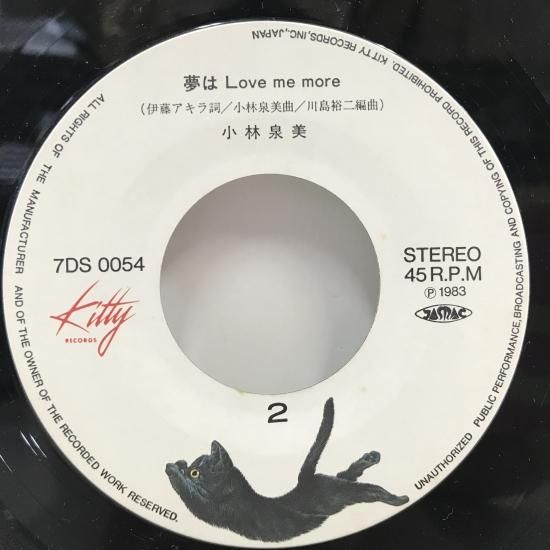 夢は Love me more
(伊藤アキラ詞／小林泉美曲／川島裕二編曲)
小林泉美
7DS 0054
Kitty
RECORDS
STEREO
45 R.P.M
Ⓟ 1983
JASRAC
2
ALL RIGHTS OF THE MANUFACTURER AND OF THE OWNER OF THE RECORDED WORK RESERVED.
UNAUTHORIZED PUBLIC PERFORMANCE, BROADCASTING AND COPYING OF THIS RECORD PROHIBITED. KITTY RECORDS, INC, JAPAN